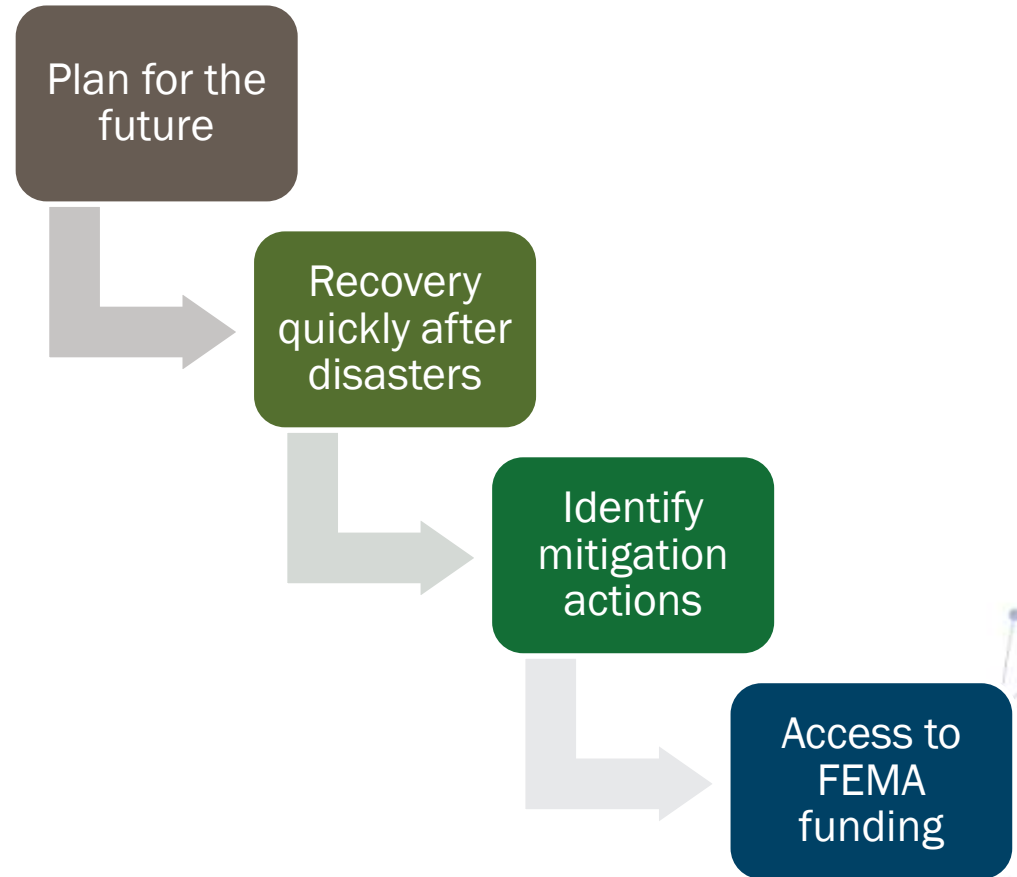 Plan for the
future
Recovery
quickly after
disasters
Identify
mitigation
actions
Access to
FEMA
funding